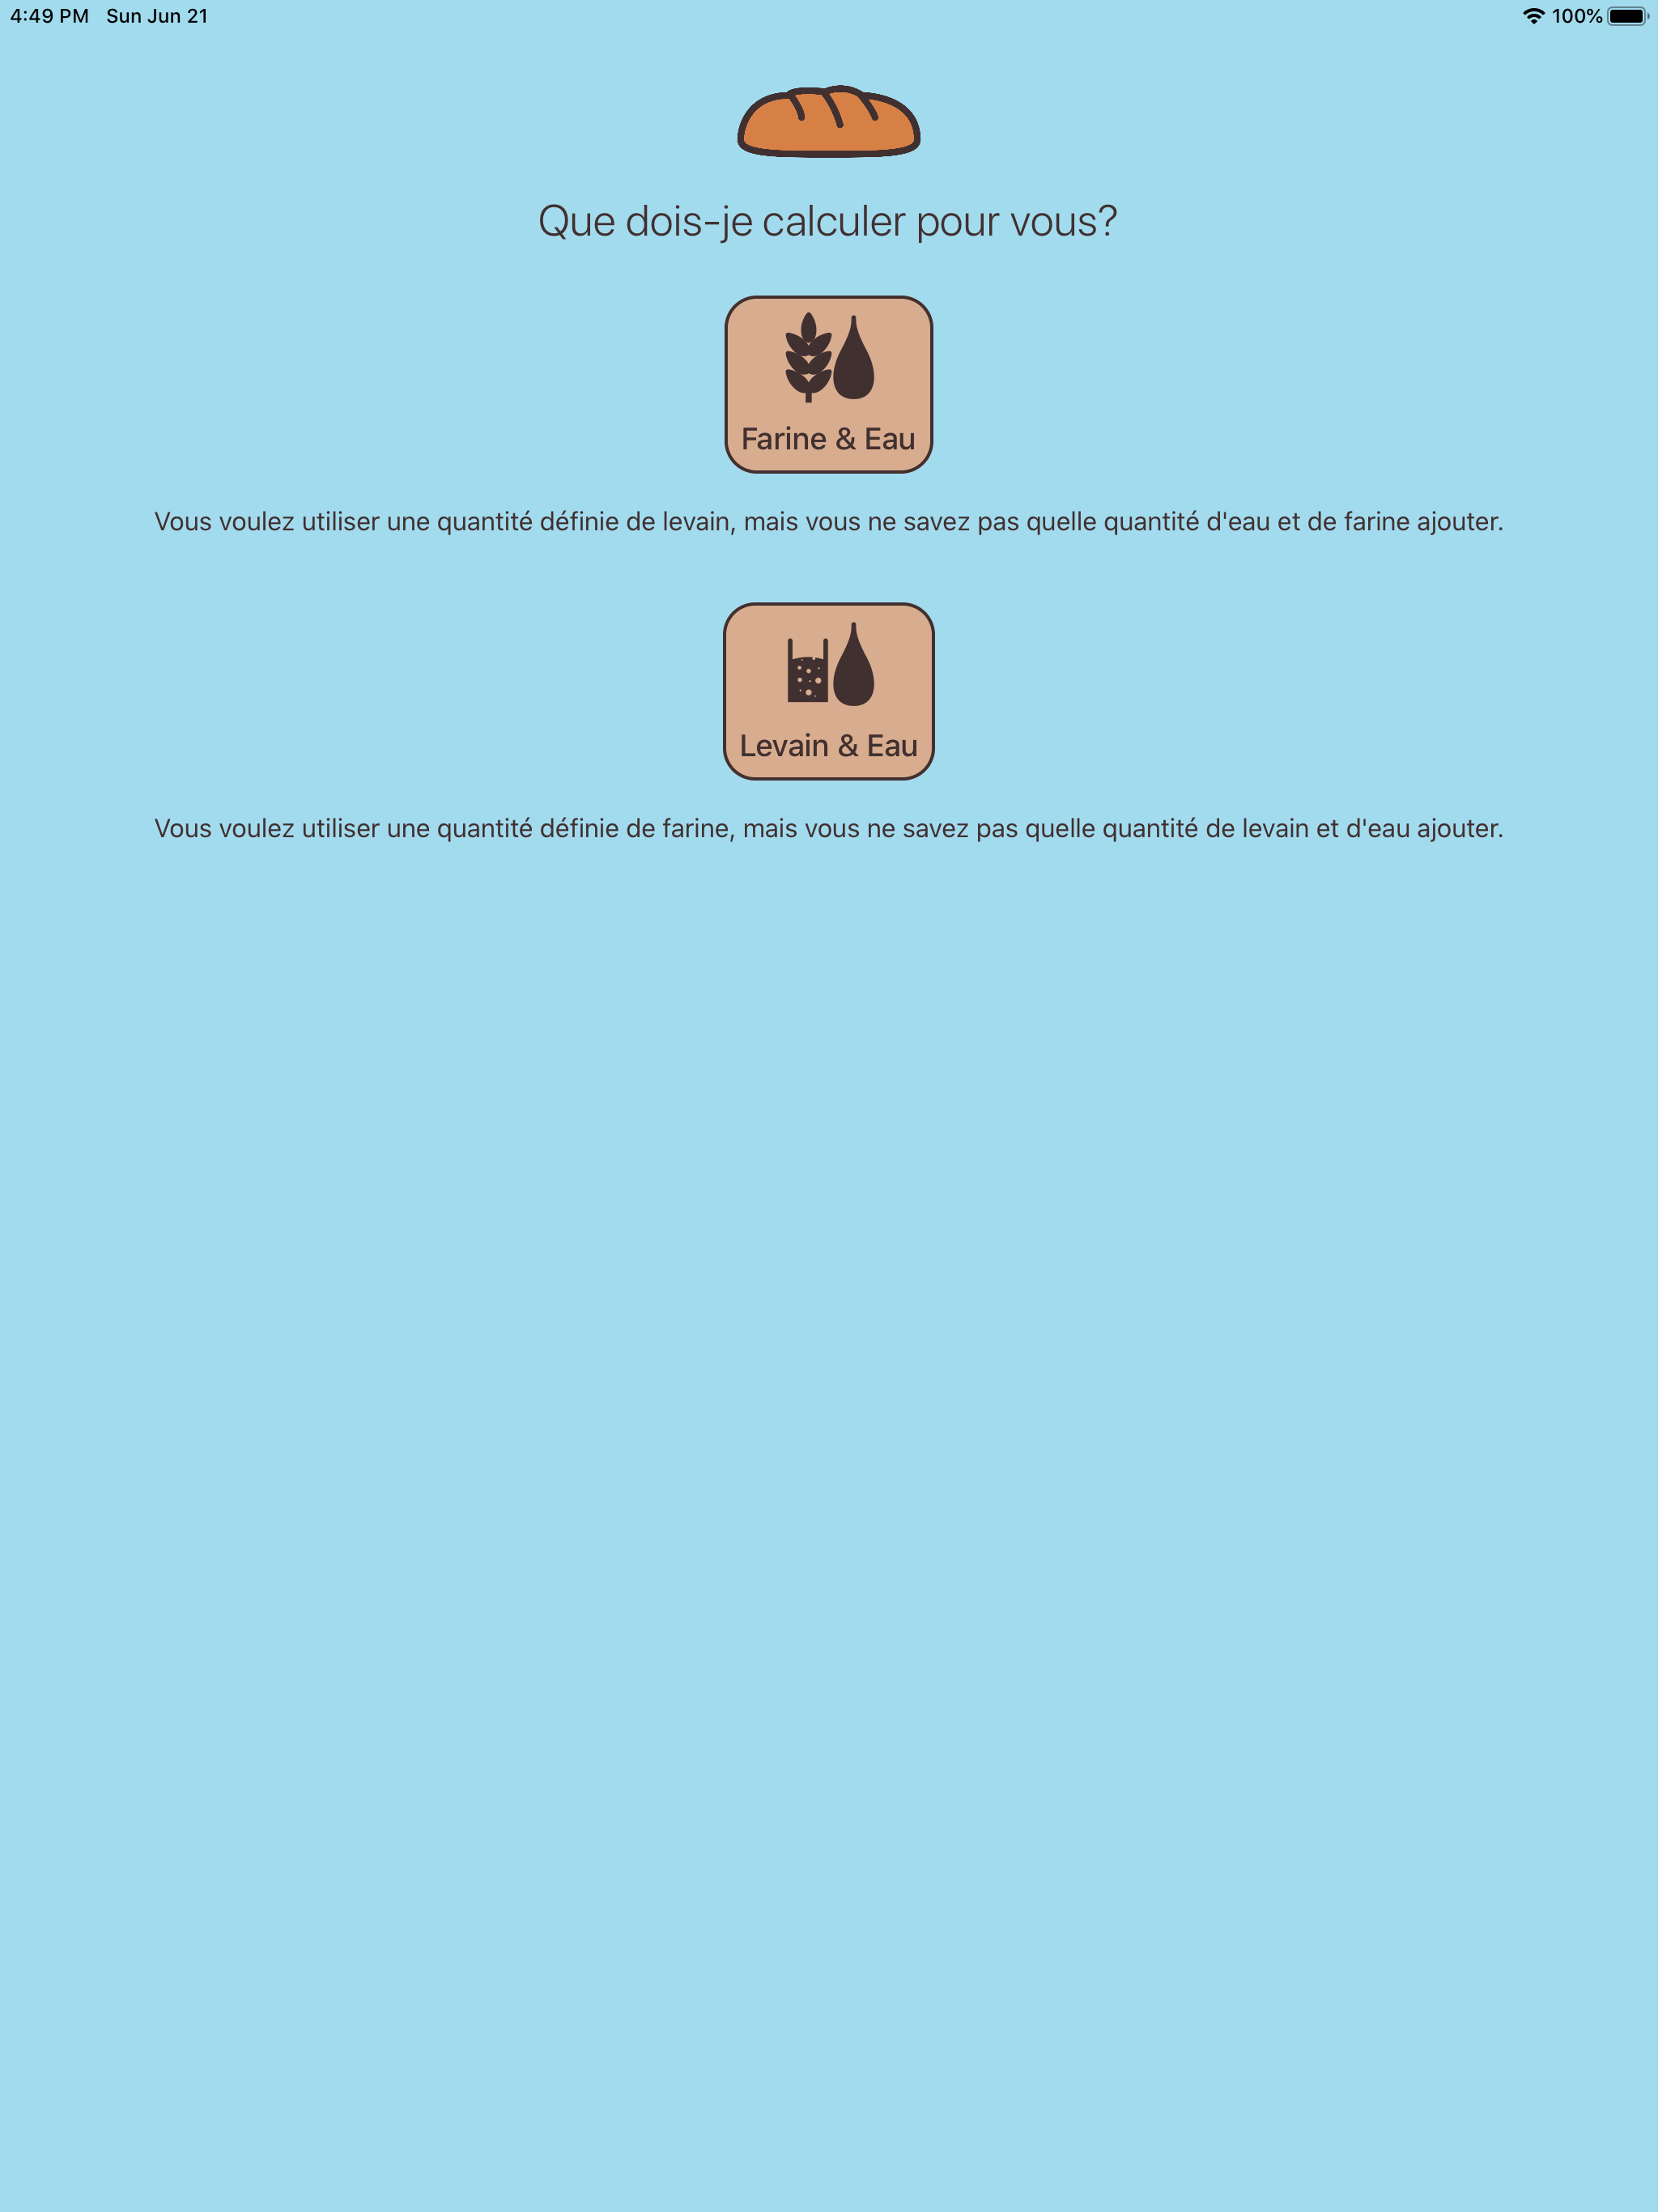 4:49 PM Sun Jun 21 100%
Que dois-je calculer pour vous?
Farine & Eau
Vous voulez utiliser une quantité définie de levain, mais vous ne savez pas quelle quantité d'eau et de farine ajouter.
Levain & Eau
Vous voulez utiliser une quantité définie de farine, mais vous ne savez pas quelle quantité de levain et d'eau ajouter.